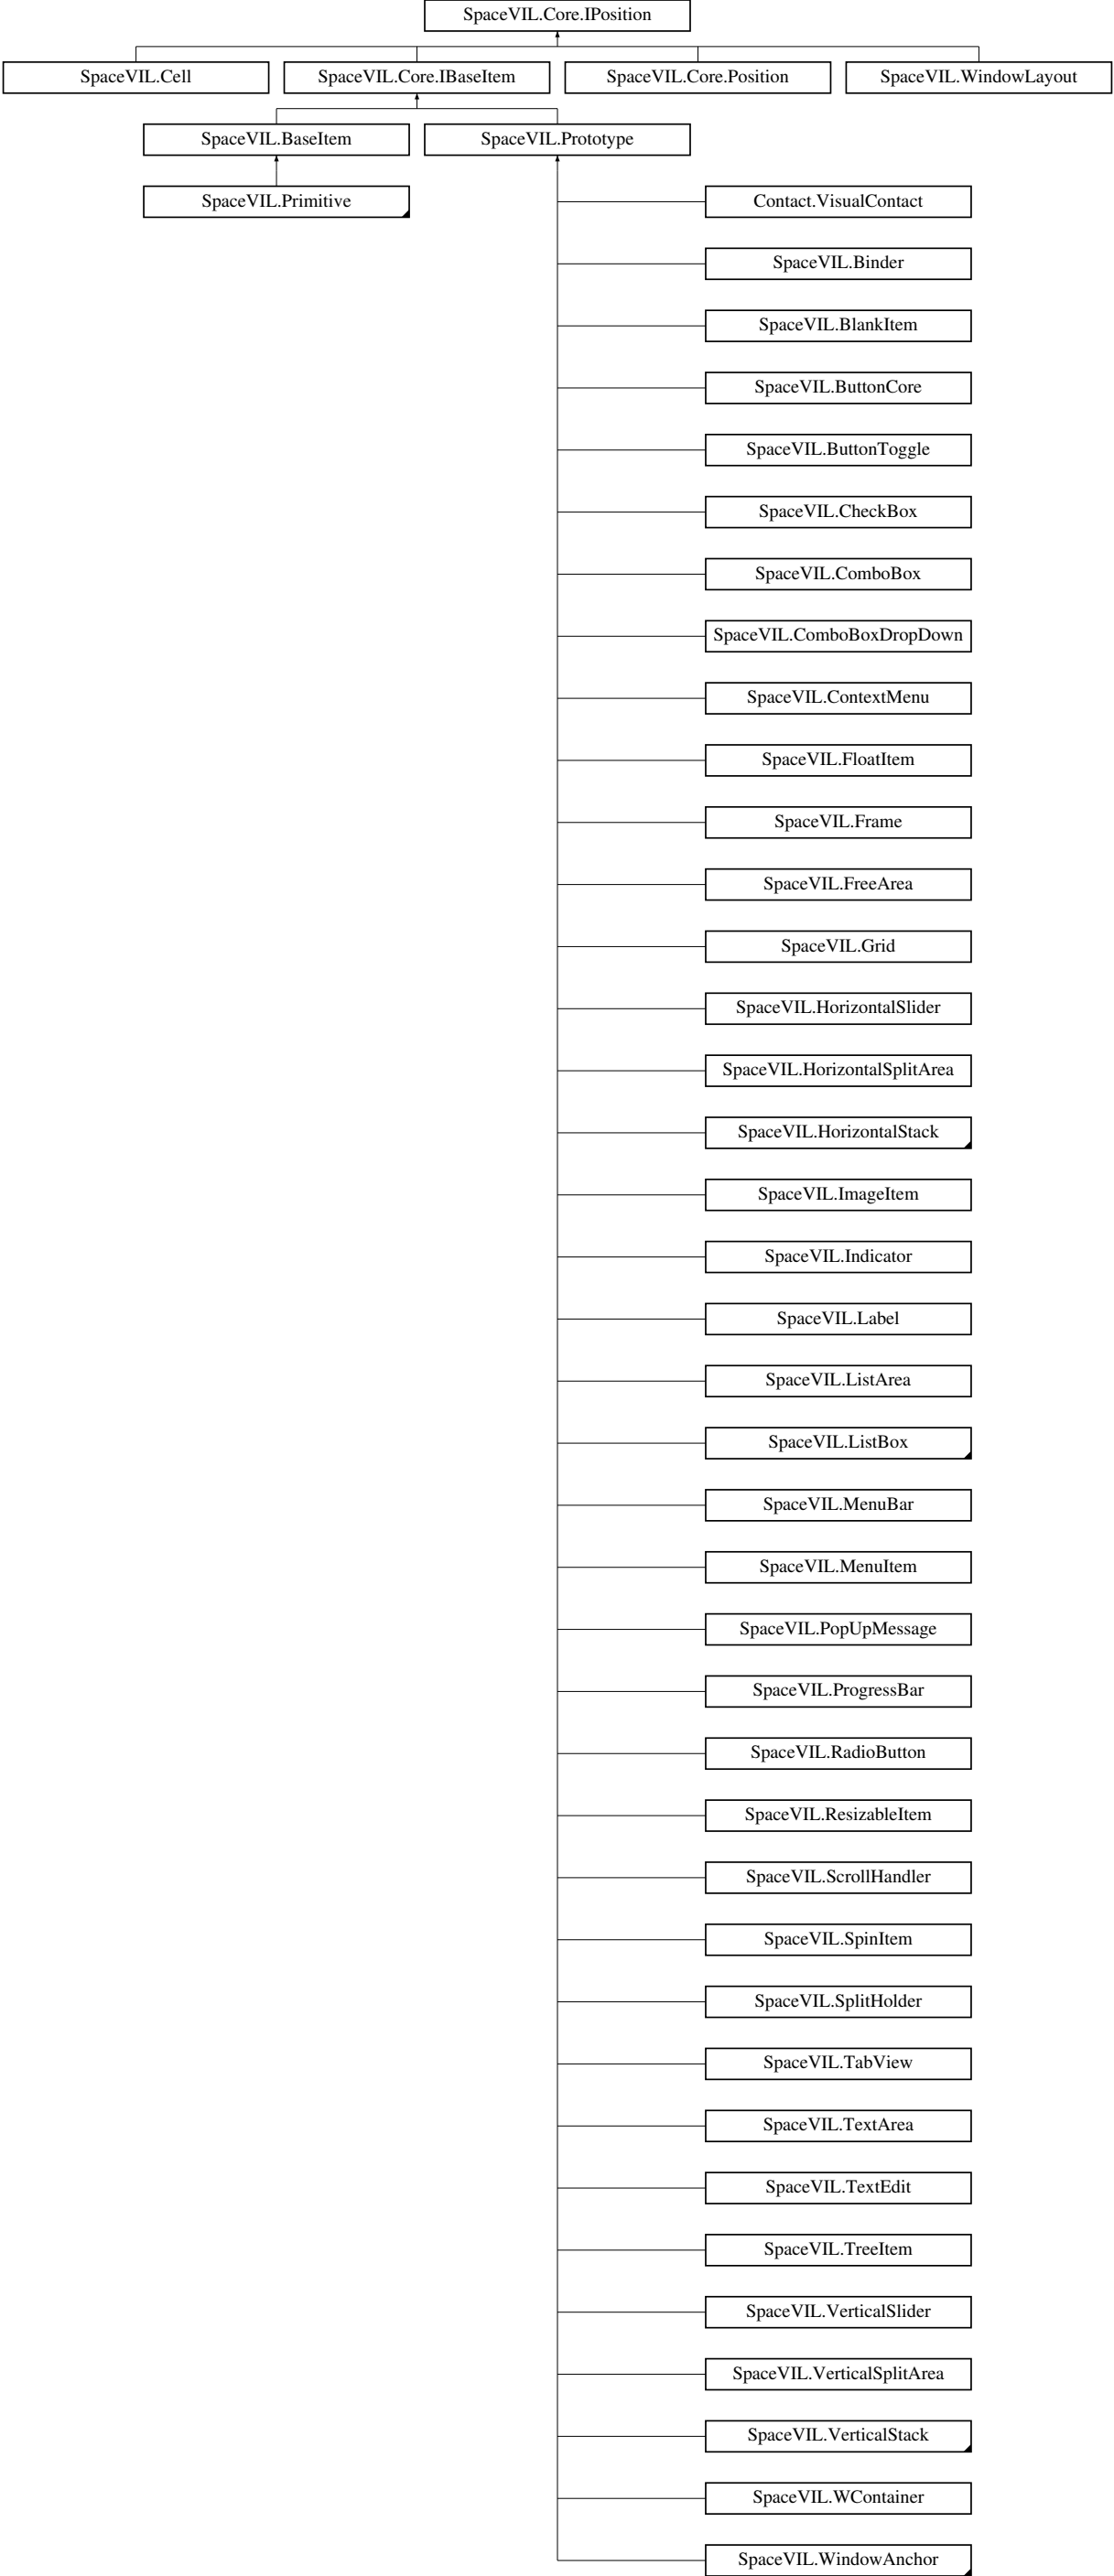 SpaceVIL.Core.IPosition
SpaceVIL.Cell
SpaceVIL.Core.IBaseItem
SpaceVIL.Core.Position
SpaceVIL.WindowLayout
SpaceVIL.BaseItem
SpaceVIL.Prototype
SpaceVIL.Primitive
Contact.VisualContact
SpaceVIL.Binder
SpaceVIL.BlankItem
SpaceVIL.ButtonCore
SpaceVIL.ButtonToggle
SpaceVIL.CheckBox
SpaceVIL.ComboBox
SpaceVIL.ComboBoxDropDown
SpaceVIL.ContextMenu
SpaceVIL.FloatItem
SpaceVIL.Frame
SpaceVIL.FreeArea
SpaceVIL.Grid
SpaceVIL.HorizontalSlider
SpaceVIL.HorizontalSplitArea
SpaceVIL.HorizontalStack
SpaceVIL.ImageItem
SpaceVIL.Indicator
SpaceVIL.Label
SpaceVIL.ListArea
SpaceVIL.ListBox
SpaceVIL.MenuBar
SpaceVIL.MenuItem
SpaceVIL.PopUpMessage
SpaceVIL.ProgressBar
SpaceVIL.RadioButton
SpaceVIL.ResizableItem
SpaceVIL.ScrollHandler
SpaceVIL.SpinItem
SpaceVIL.SplitHolder
SpaceVIL.TabView
SpaceVIL.TextArea
SpaceVIL.TextEdit
SpaceVIL.TreeItem
SpaceVIL.VerticalSlider
SpaceVIL.VerticalSplitArea
SpaceVIL.VerticalStack
SpaceVIL.WContainer
SpaceVIL.WindowAnchor